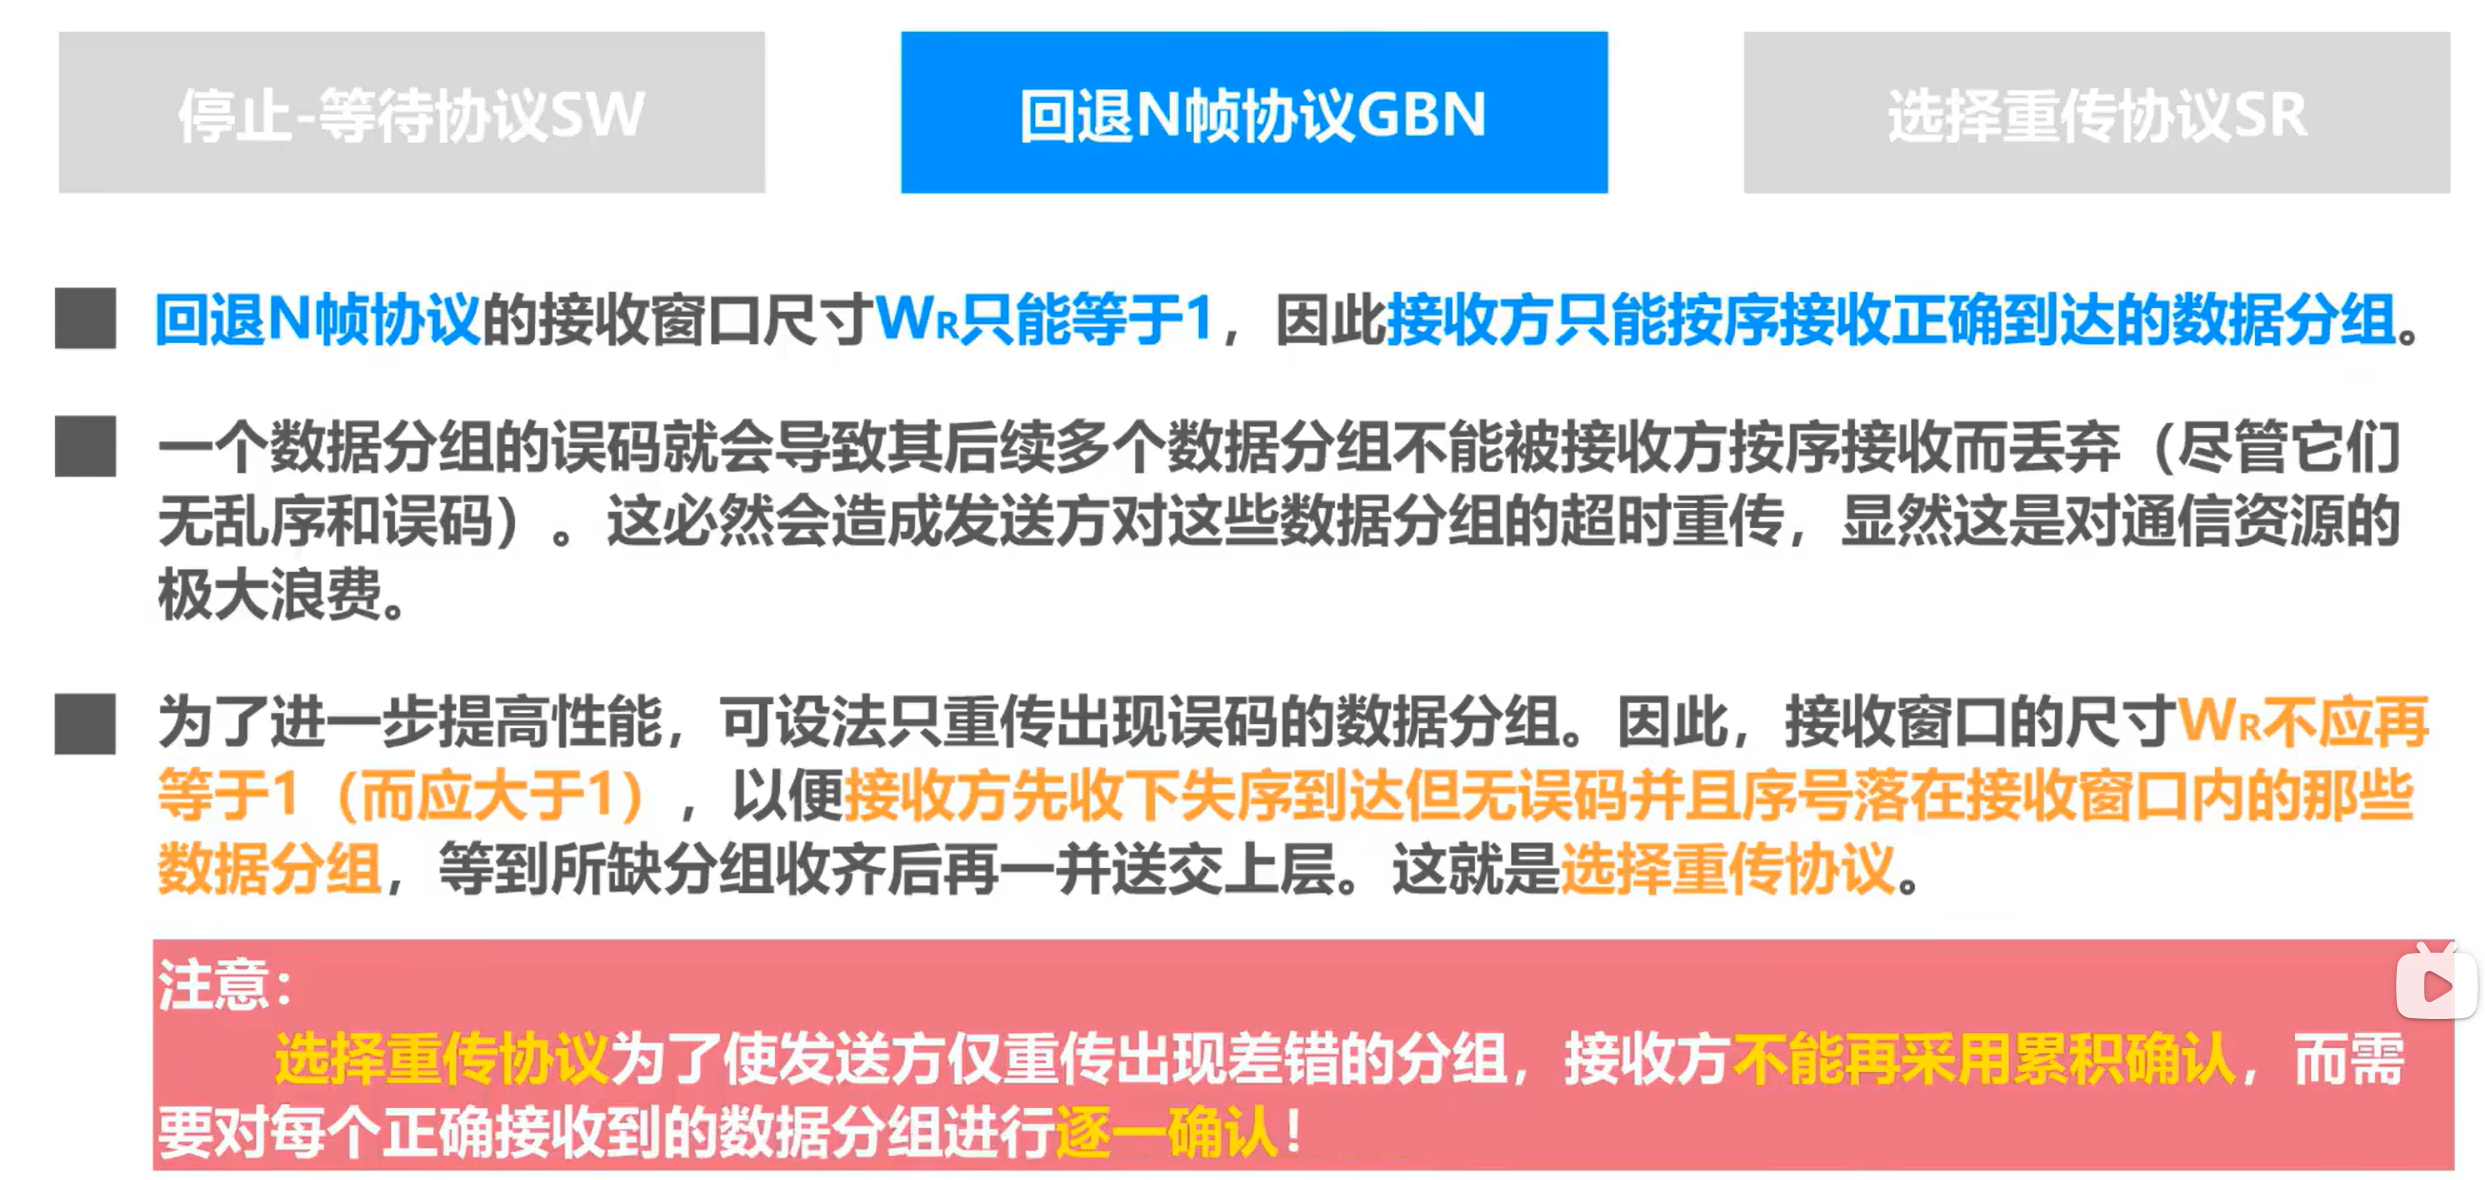 停止-等待协议SW
回退N帧协议GBN
选择重传协议SR
回退N帧协议的接收窗口尺寸WR只能等于1，因此接收方只能按序接收正确到达的数据分组。
一个数据分组的误码就会导致其后续多个数据分组不能被接收方按序接收而丢弃（尽管它们
无乱序和误码）。这必然会造成发送方对这些数据分组的超时重传，显然这是对通信资源的
极大浪费。
为了进一步提高性能，可设法只重传出现误码的数据分组。因此，接收窗口的尺寸WR不应再
等于1（而应大于1），以便接收方先收下失序到达但无误码并且序号落在接收窗口内的那些
数据分组，等到所缺分组收齐后再一并送交上层。这就是选择重传协议。
注意：
选择重传协议为了使发送方仅重传出现差错的分组，接收方不能再采用累积确认，而需
要对每个正确接收到的数据分组进行逐一确认！